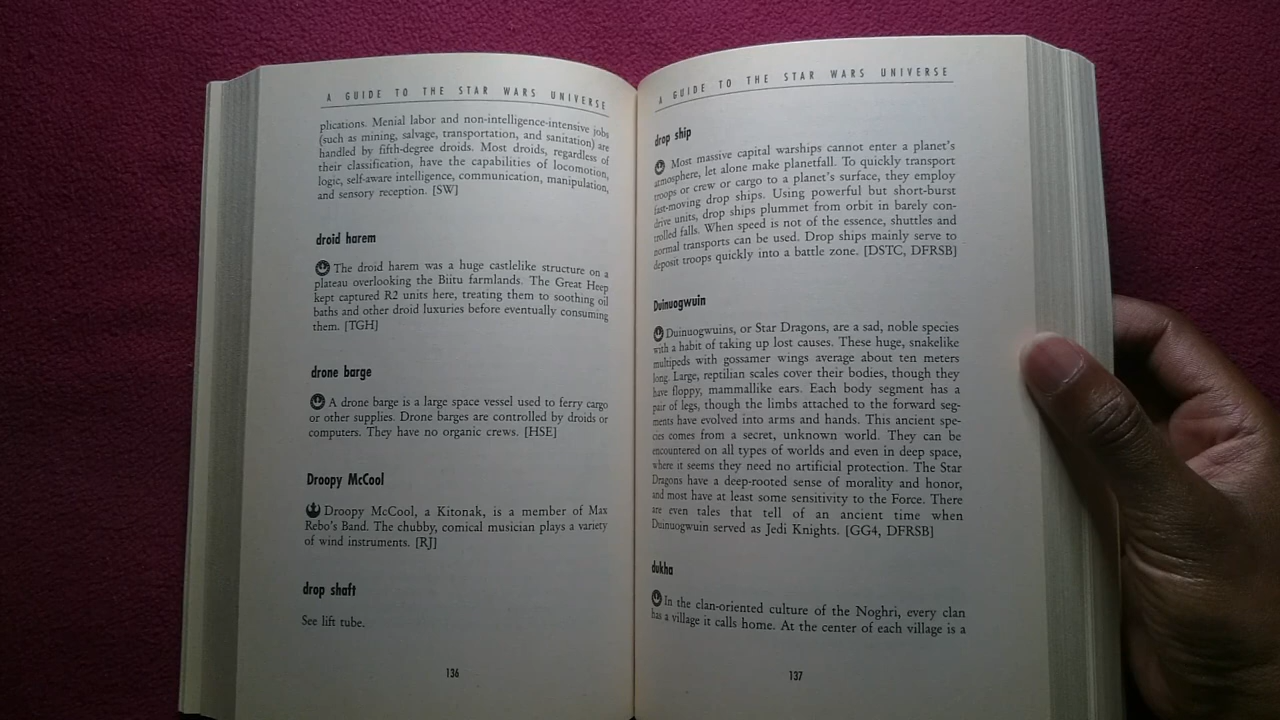 A GUIDE TO THE STAR WARS UNIVERSE
plications. Menial labor and non-intelligence-intensive jobs
(such as mining, salvage, transportation, and sanitation) are
handled by fifth-degree droids. Most droids, regardless of
their classification, have the capabilities of locomotion,
logic, self-aware intelligence, communication, manipulation,
and sensory reception. [SW]
droid harem
The droid harem was a huge castlelike structure on a
plateau overlooking the Biitu farmlands. The Great Heep
kept captured R2 units here, treating them to soothing oil
baths and other droid luxuries before eventually consuming
them. [TGH]
drone barge
A drone barge is a large space vessel used to ferry cargo
or other supplies. Drone barges are controlled by droids or
computers. They have no organic crews. [HSE]
Droopy McCool
Droopy McCool, a Kitonak, is a member of Max
Rebo's Band. The chubby, comical musician plays a variety
of wind instruments. [RJ]
drop shaft
See lift tube.
136
A GUIDE TO THE STAR WARS UNIVERSE
drop ship
Most massive capital warships cannot enter a planet's
atmosphere, let alone make planetfall. To quickly transport
troops or crew or cargo to a planet's surface, they employ
fast-moving drop ships. Using powerful but short-burst
drive units, drop ships plummet from orbit in barely con-
trolled falls. When speed is not of the essence, shuttles and
normal transports can be used. Drop ships mainly serve to
deposit troops quickly into a battle zone. [DSTC, DFRSB]
Duinuogwuin
Duinuogwuins, or Star Dragons, are a sad, noble species
with a habit of taking up lost causes. These huge, snakelike
multipeds with gossamer wings average about ten meters
long. Large, reptilian scales cover their bodies, though they
have floppy, mammallike ears. Each body segment has a
pair of legs, though the limbs attached to the forward seg-
ments have evolved into arms and hands. This ancient spe-
cies comes from a secret, unknown world. They can be
encountered on all types of worlds and even in deep space,
where it seems they need no artificial protection. The Star
Dragons have a deep-rooted sense of morality and honor,
and most have at least some sensitivity to the Force. There
are even tales that tell of an ancient time when
Duinuogwuin served as Jedi Knights. [GG4, DFRSB]
dukha
In the clan-oriented culture of the Noghri, every clan
has a village it calls home. At the center of each village is a
137